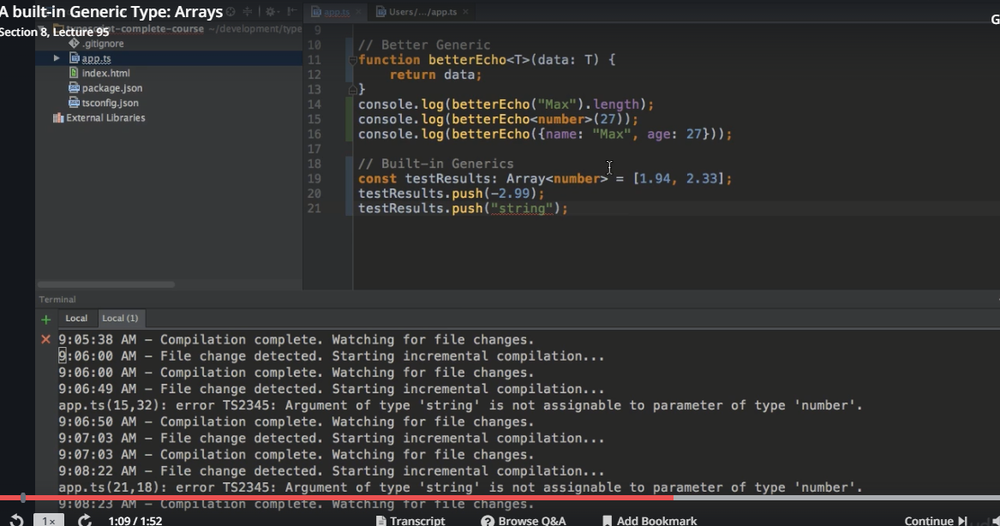 A built-in Generic Type: Arrays
app.ts
Users/.../app.ts
Section 8, Lecture 95
typescript-complete-course ~/development/type
.gitignore
app.ts
index.html
package.json
tsconfig.json
External Libraries
9
10 // Better Generic
11 function betterEcho<T>(data: T) {
12 return data;
13 }
14 console.log(betterEcho("Max").length);
15 console.log(betterEcho<number>(27));
16 console.log(betterEcho({name: "Max", age: 27}));
17
18 // Built-in Generics
19 const testResults: Array<number> = [1.94, 2.33];
20 testResults.push(-2.99);
21 testResults.push("string");
Terminal
Local
Local (1)
9:05:38 AM - Compilation complete. Watching for file changes.
9:06:00 AM - File change detected. Starting incremental compilation...
9:06:00 AM - Compilation complete. Watching for file changes.
9:06:49 AM - File change detected. Starting incremental compilation...
app.ts(15,32): error TS2345: Argument of type 'string' is not assignable to parameter of type 'number'.
9:06:50 AM - Compilation complete. Watching for file changes.
9:07:03 AM - File change detected. Starting incremental compilation...
9:07:03 AM - Compilation complete. Watching for file changes.
9:08:22 AM - File change detected. Starting incremental compilation...
app.ts(21,18): error TS2345: Argument of type 'string' is not assignable to parameter of type 'number'.
9:08:23 AM - Compilation complete. Watching for file changes.
1x
1:09 / 1:52
Transcript
Browse Q&A
Add Bookmark
Continue